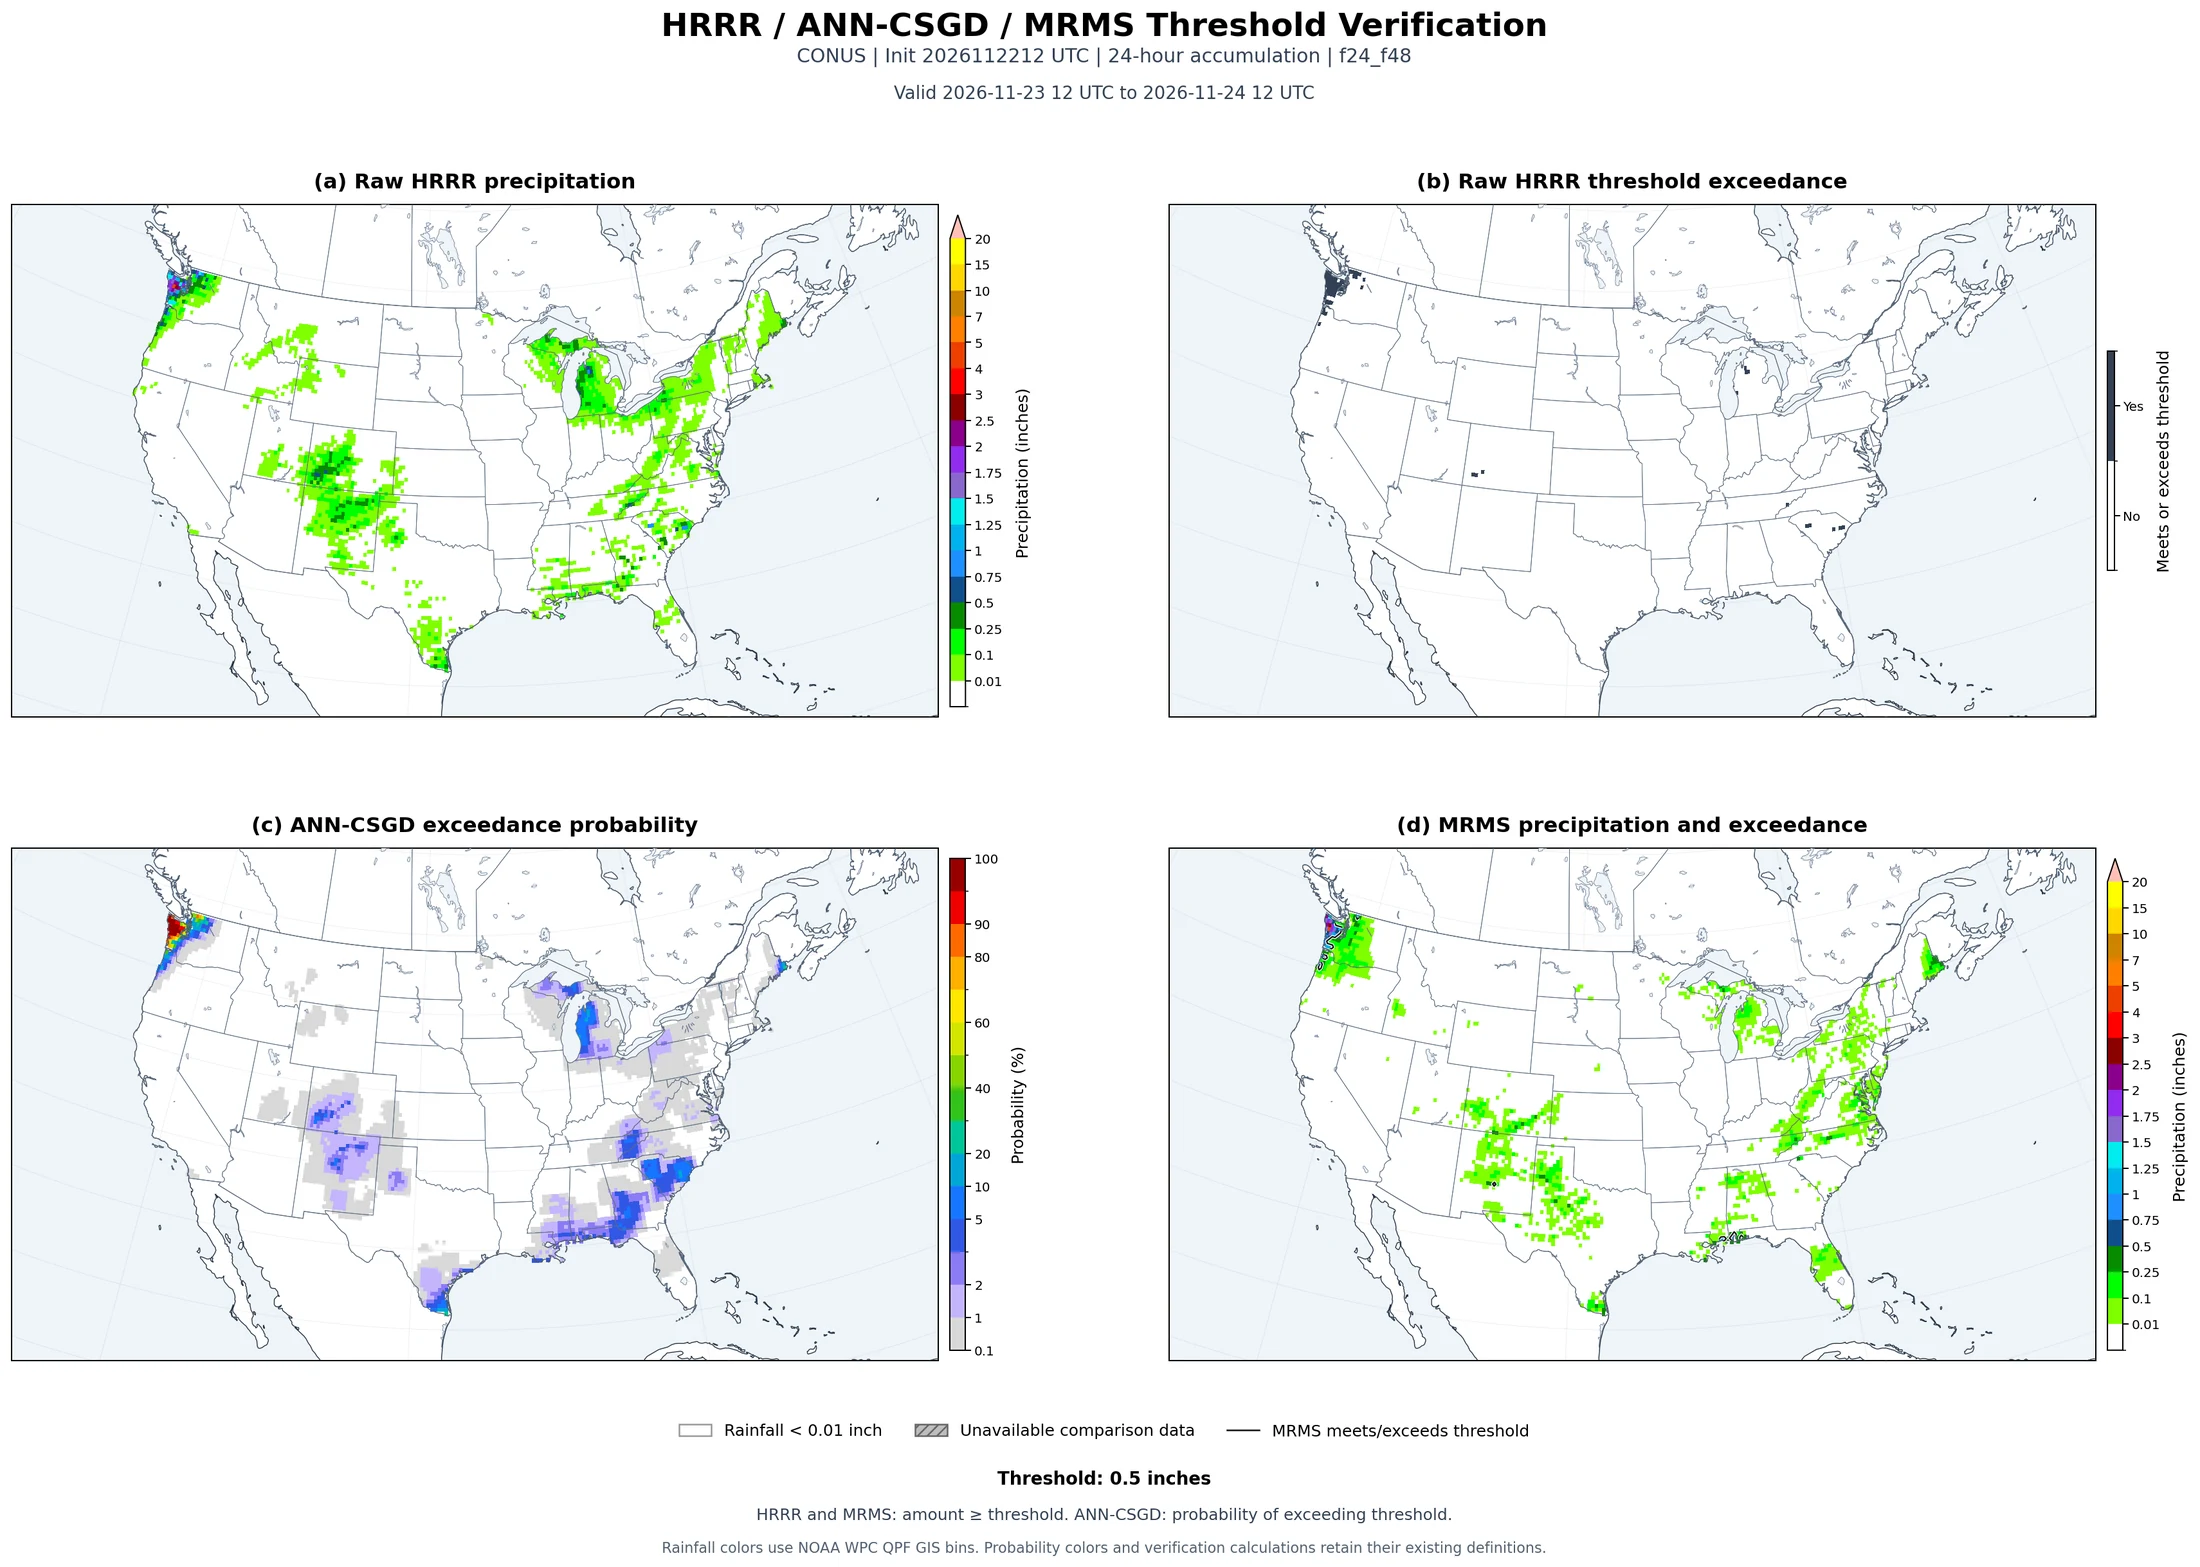 HRRR / ANN-CSGD / MRMS Threshold Verification
CONUS | Init 2026112212 UTC | 24-hour accumulation | f24_f48
Valid 2026-11-23 12 UTC to 2026-11-24 12 UTC
(a) Raw HRRR precipitation
20
15
10
7
5
4
3
2.5
2
1.75
1.5
1.25
1
0.75
0.5
0.25
0.1
0.01
Precipitation (inches)
(b) Raw HRRR threshold exceedance
Yes
No
Meets or exceeds threshold
(c) ANN-CSGD exceedance probability
100
90
80
60
40
20
10
5
2
1
0.1
Probability (%)
(d) MRMS precipitation and exceedance
20
15
10
7
5
4
3
2.5
2
1.75
1.5
1.25
1
0.75
0.5
0.25
0.1
0.01
Precipitation (inches)
Rainfall < 0.01 inch
Unavailable comparison data
MRMS meets/exceeds threshold
Threshold: 0.5 inches
HRRR and MRMS: amount ≥ threshold. ANN-CSGD: probability of exceeding threshold.
Rainfall colors use NOAA WPC QPF GIS bins. Probability colors and verification calculations retain their existing definitions.